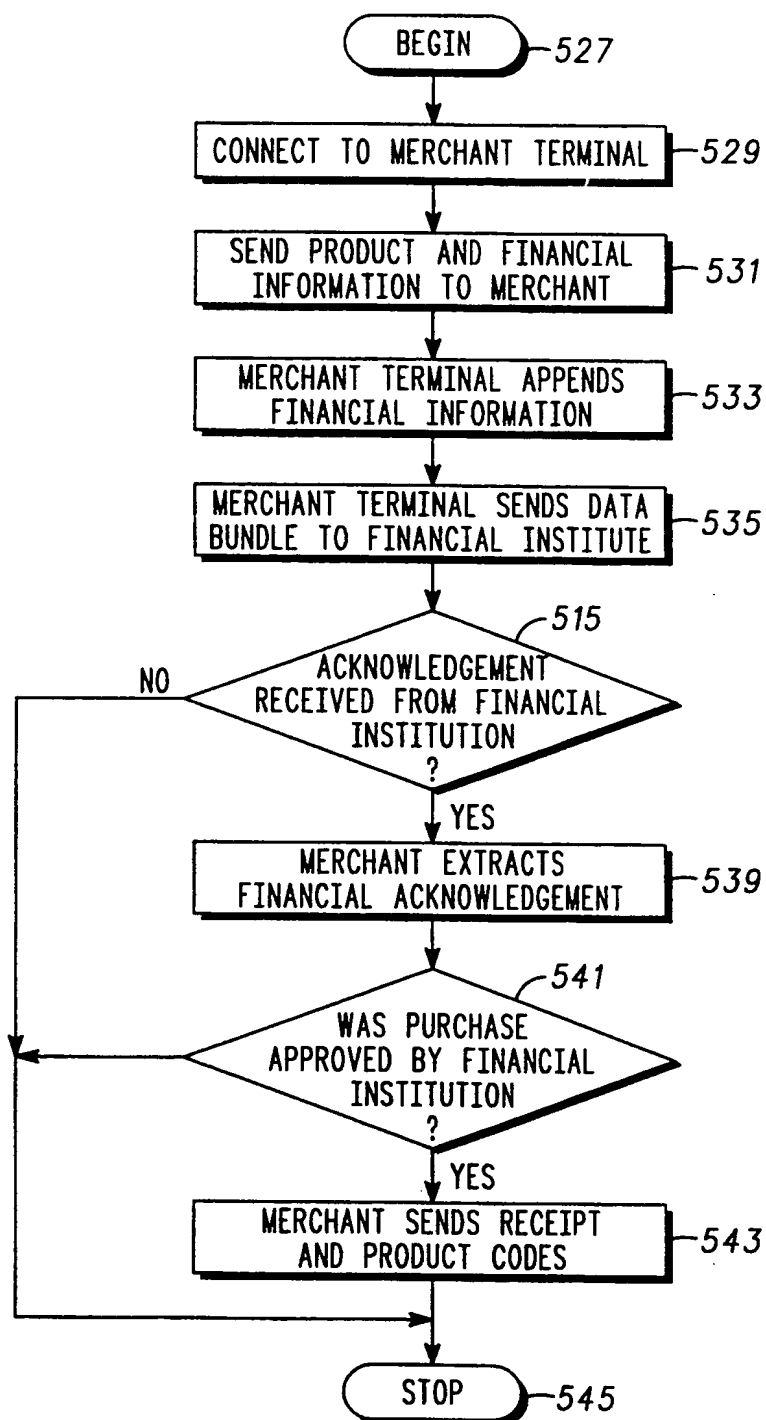 BEGIN
527
CONNECT TO MERCHANT TERMINAL
529
SEND PRODUCT AND FINANCIAL
INFORMATION TO MERCHANT
531
MERCHANT TERMINAL APPENDS
FINANCIAL INFORMATION
533
MERCHANT TERMINAL SENDS DATA
BUNDLE TO FINANCIAL INSTITUTE
535
515
NO
ACKNOWLEDGEMENT
RECEIVED FROM FINANCIAL
INSTITUTION
?
YES
MERCHANT EXTRACTS
FINANCIAL ACKNOWLEDGEMENT
539
541
WAS PURCHASE
APPROVED BY FINANCIAL
INSTITUTION
?
YES
MERCHANT SENDS RECEIPT
AND PRODUCT CODES
543
STOP
545